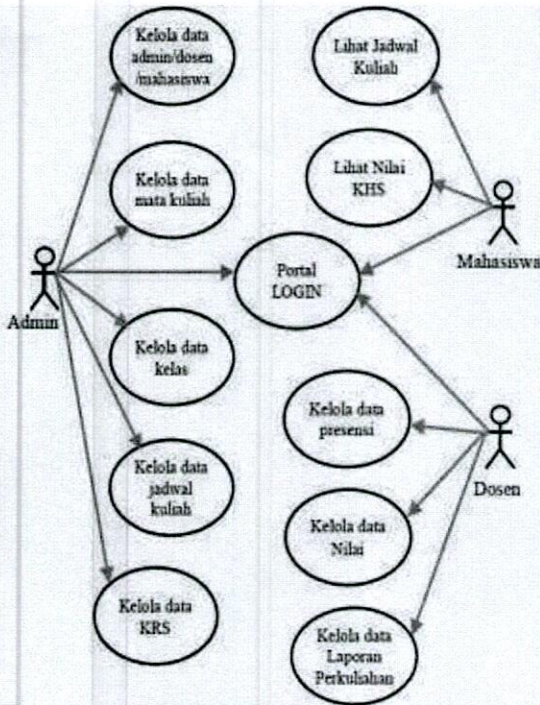 Kelola data
admin/dosen
/mahasiswa
Lihat Jadwal
Kuliah
Kelola data
mata kuliah
Lihat Nilai
KHS
Mahasiswa
Portal
LOGIN
Admin
Kelola data
kelas
Kelola data
presensi
Dosen
Kelola data
jadwal
kuliah
Kelola data
Nilai
Kelola data
KRS
Kelola data
Laporan
Perkuliahan